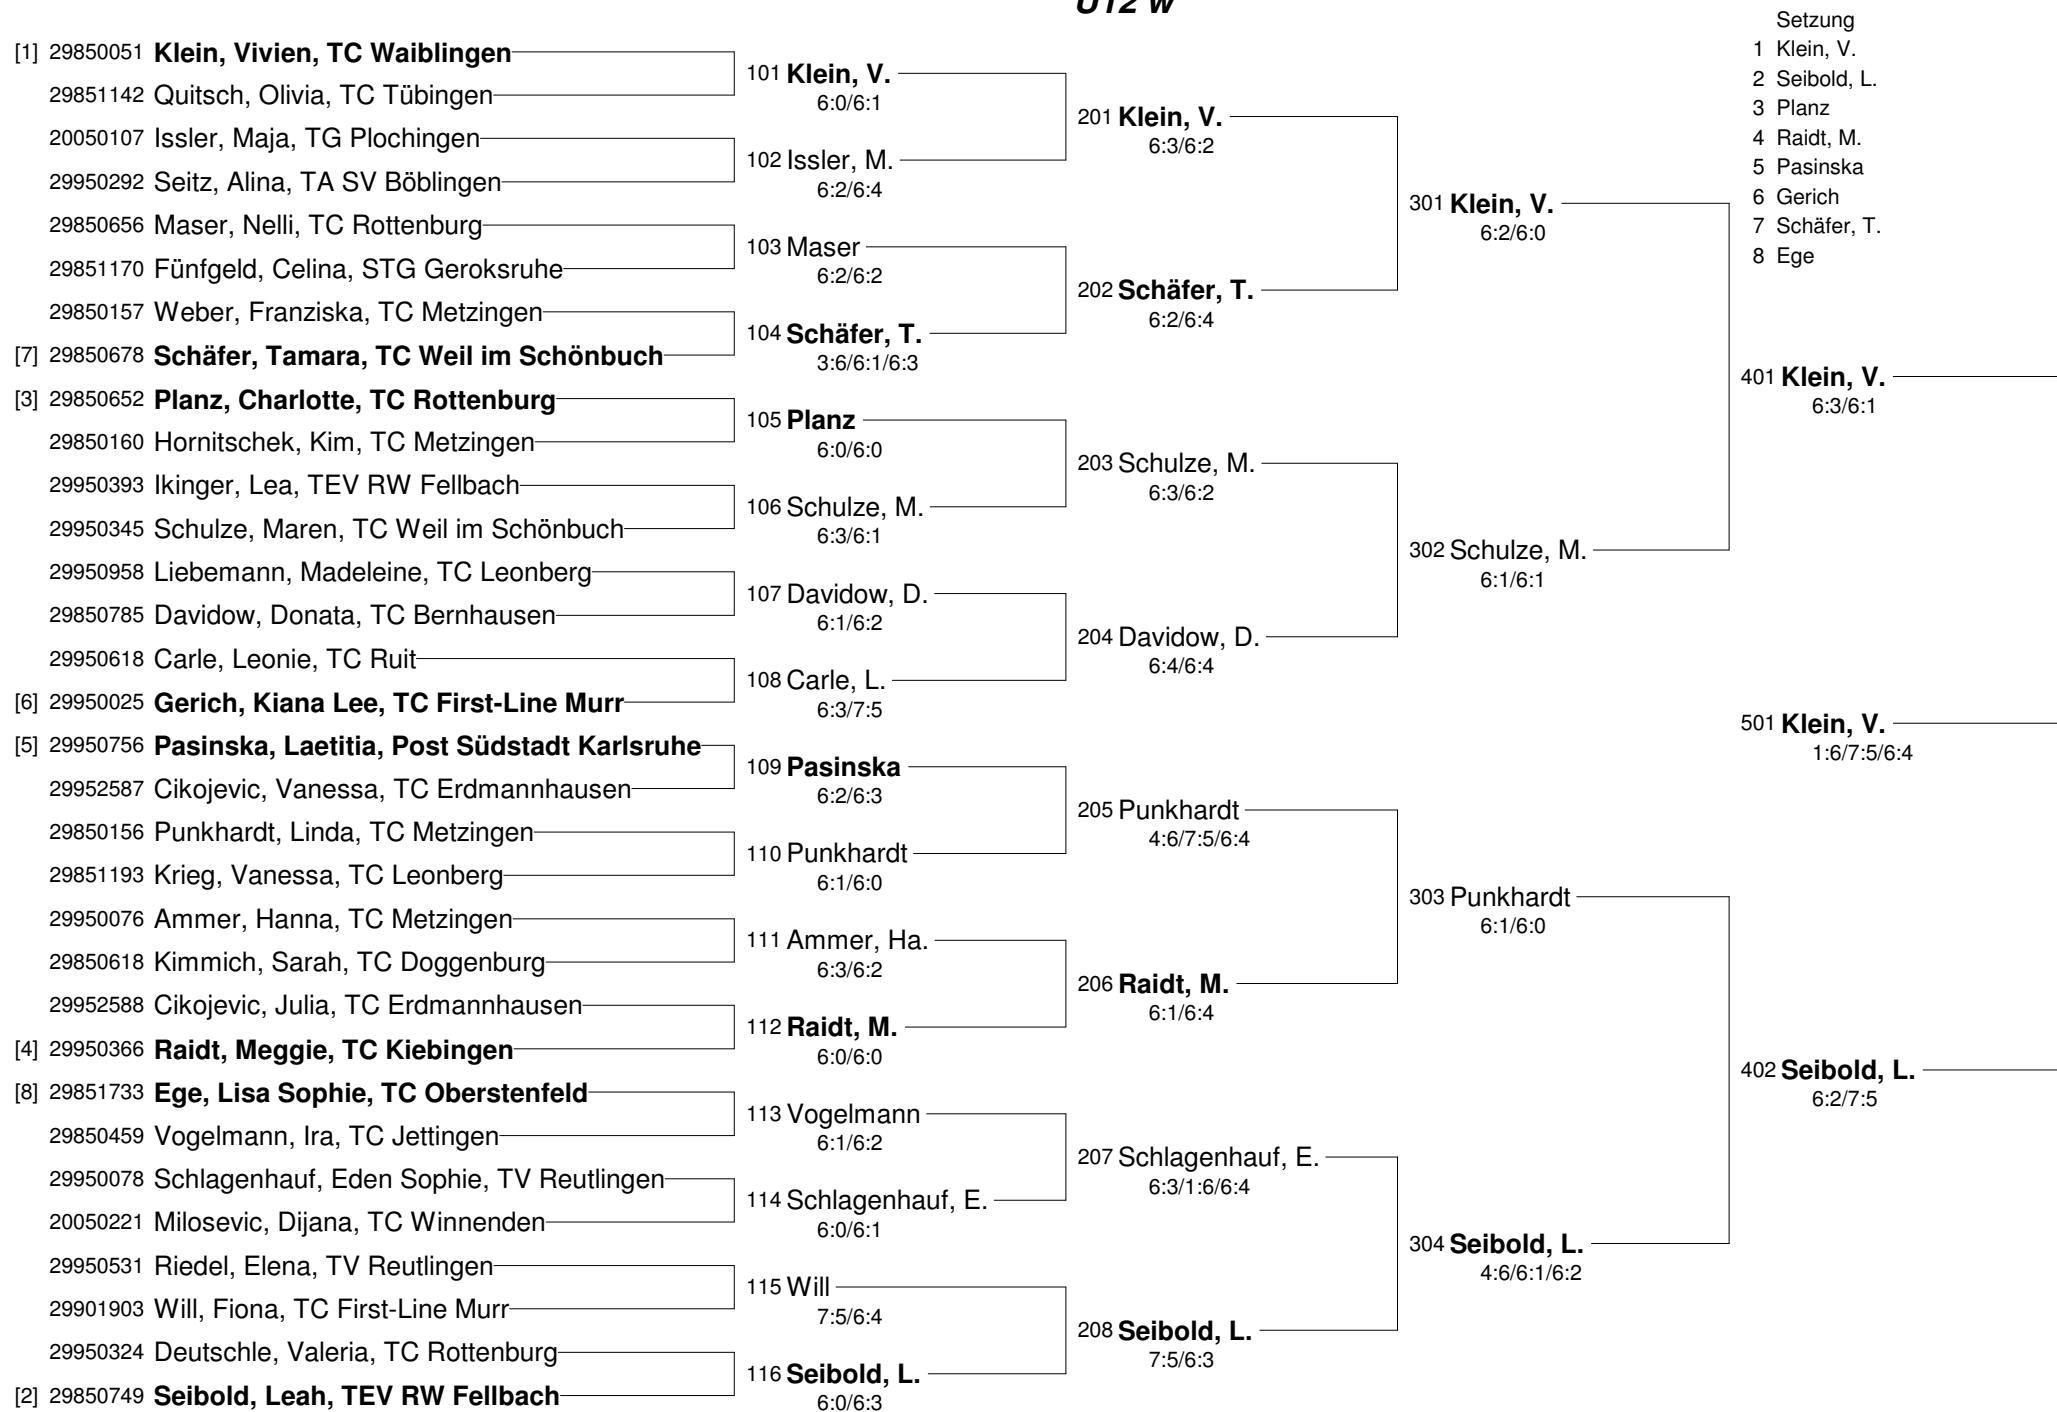 U12 w
[1] 29850051 Klein, Vivien, TC Waiblingen
29851142 Quitsch, Olivia, TC Tübingen
20050107 Issler, Maja, TG Plochingen
29950292 Seitz, Alina, TA SV Böblingen
29850656 Maser, Nelli, TC Rottenburg
29851170 Fünfgeld, Celina, STG Geroksruhe
29850157 Weber, Franziska, TC Metzingen
[7] 29850678 Schäfer, Tamara, TC Weil im Schönbuch
[3] 29850652 Planz, Charlotte, TC Rottenburg
29850160 Hornitschek, Kim, TC Metzingen
29950393 Ikinger, Lea, TEV RW Fellbach
29950345 Schulze, Maren, TC Weil im Schönbuch
29950958 Liebemann, Madeleine, TC Leonberg
29850785 Davidow, Donata, TC Bernhausen
29950618 Carle, Leonie, TC Ruit
[6] 29950025 Gerich, Kiana Lee, TC First-Line Murr
[5] 29950756 Pasinska, Laetitia, Post Südstadt Karlsruhe
29952587 Cikojevic, Vanessa, TC Erdmannhausen
29850156 Punkhardt, Linda, TC Metzingen
29851193 Krieg, Vanessa, TC Leonberg
29950076 Ammer, Hanna, TC Metzingen
29850618 Kimmich, Sarah, TC Doggenburg
29952588 Cikojevic, Julia, TC Erdmannhausen
[4] 29950366 Raidt, Meggie, TC Kiebingen
[8] 29851733 Ege, Lisa Sophie, TC Oberstenfeld
29850459 Vogelmann, Ira, TC Jettingen
29950078 Schlagenhauf, Eden Sophie, TV Reutlingen
20050221 Milosevic, Dijana, TC Winnenden
29950531 Riedel, Elena, TV Reutlingen
29901903 Will, Fiona, TC First-Line Murr
29950324 Deutschle, Valeria, TC Rottenburg
[2] 29850749 Seibold, Leah, TEV RW Fellbach
101 Klein, V.
6:0/6:1
102 Issler, M.
6:2/6:4
103 Maser
6:2/6:2
104 Schäfer, T.
3:6/6:1/6:3
105 Planz
6:0/6:0
106 Schulze, M.
6:3/6:1
107 Davidow, D.
6:1/6:2
108 Carle, L.
6:3/7:5
109 Pasinska
6:2/6:3
110 Punkhardt
6:1/6:0
111 Ammer, Ha.
6:3/6:2
112 Raidt, M.
6:0/6:0
113 Vogelmann
6:1/6:2
114 Schlagenhauf, E.
6:0/6:1
115 Will
7:5/6:4
116 Seibold, L.
6:0/6:3
201 Klein, V.
6:3/6:2
202 Schäfer, T.
6:2/6:4
203 Schulze, M.
6:3/6:2
204 Davidow, D.
6:4/6:4
205 Punkhardt
4:6/7:5/6:4
206 Raidt, M.
6:1/6:4
207 Schlagenhauf, E.
6:3/1:6/6:4
208 Seibold, L.
7:5/6:3
301 Klein, V.
6:2/6:0
302 Schulze, M.
6:1/6:1
303 Punkhardt
6:1/6:0
304 Seibold, L.
4:6/6:1/6:2
Setzung
1 Klein, V.
2 Seibold, L.
3 Planz
4 Raidt, M.
5 Pasinska
6 Gerich
7 Schäfer, T.
8 Ege
401 Klein, V.
6:3/6:1
501 Klein, V.
1:6/7:5/6:4
402 Seibold, L.
6:2/7:5